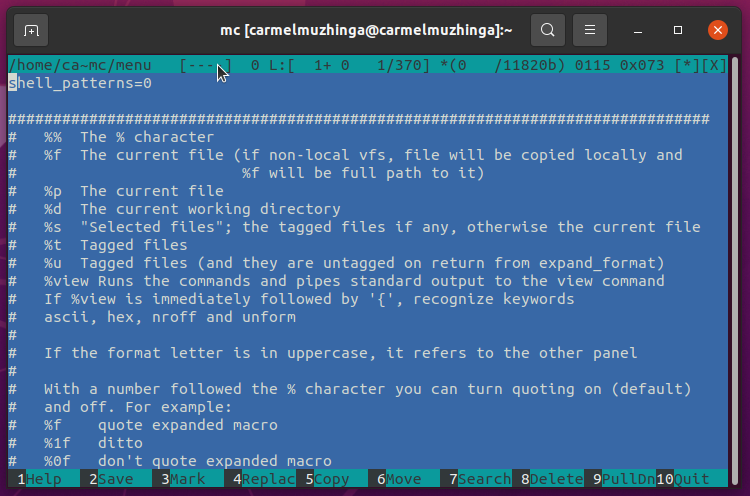 mc [carmelmuzhinga@carmelmuzhinga]:~
/home/ca~mc/menu   [----]  0 L:[  1+ 0   1/370] *(0   /11820b) 0115 0x073 [*][X]
shell_patterns=0
##############################################################################
#   %%  The % character
#   %f  The current file (if non-local vfs, file will be copied locally and
#                         %f will be full path to it)
#   %p  The current file
#   %d  The current working directory
#   %s  "Selected files"; the tagged files if any, otherwise the current file
#   %t  Tagged files
#   %u  Tagged files (and they are untagged on return from expand_format)
#   %view Runs the commands and pipes standard output to the view command
#   If %view is immediately followed by '{', recognize keywords
#   ascii, hex, nroff and unform
#
#   If the format letter is in uppercase, it refers to the other panel
#
#   With a number followed the % character you can turn quoting on (default)
#   and off. For example:
#   %f    quote expanded macro
#   %1f   ditto
#   %0f   don't quote expanded macro
1Help   2Save   3Mark   4Replac 5Copy   6Move   7Search 8Delete 9PullDn10Quit